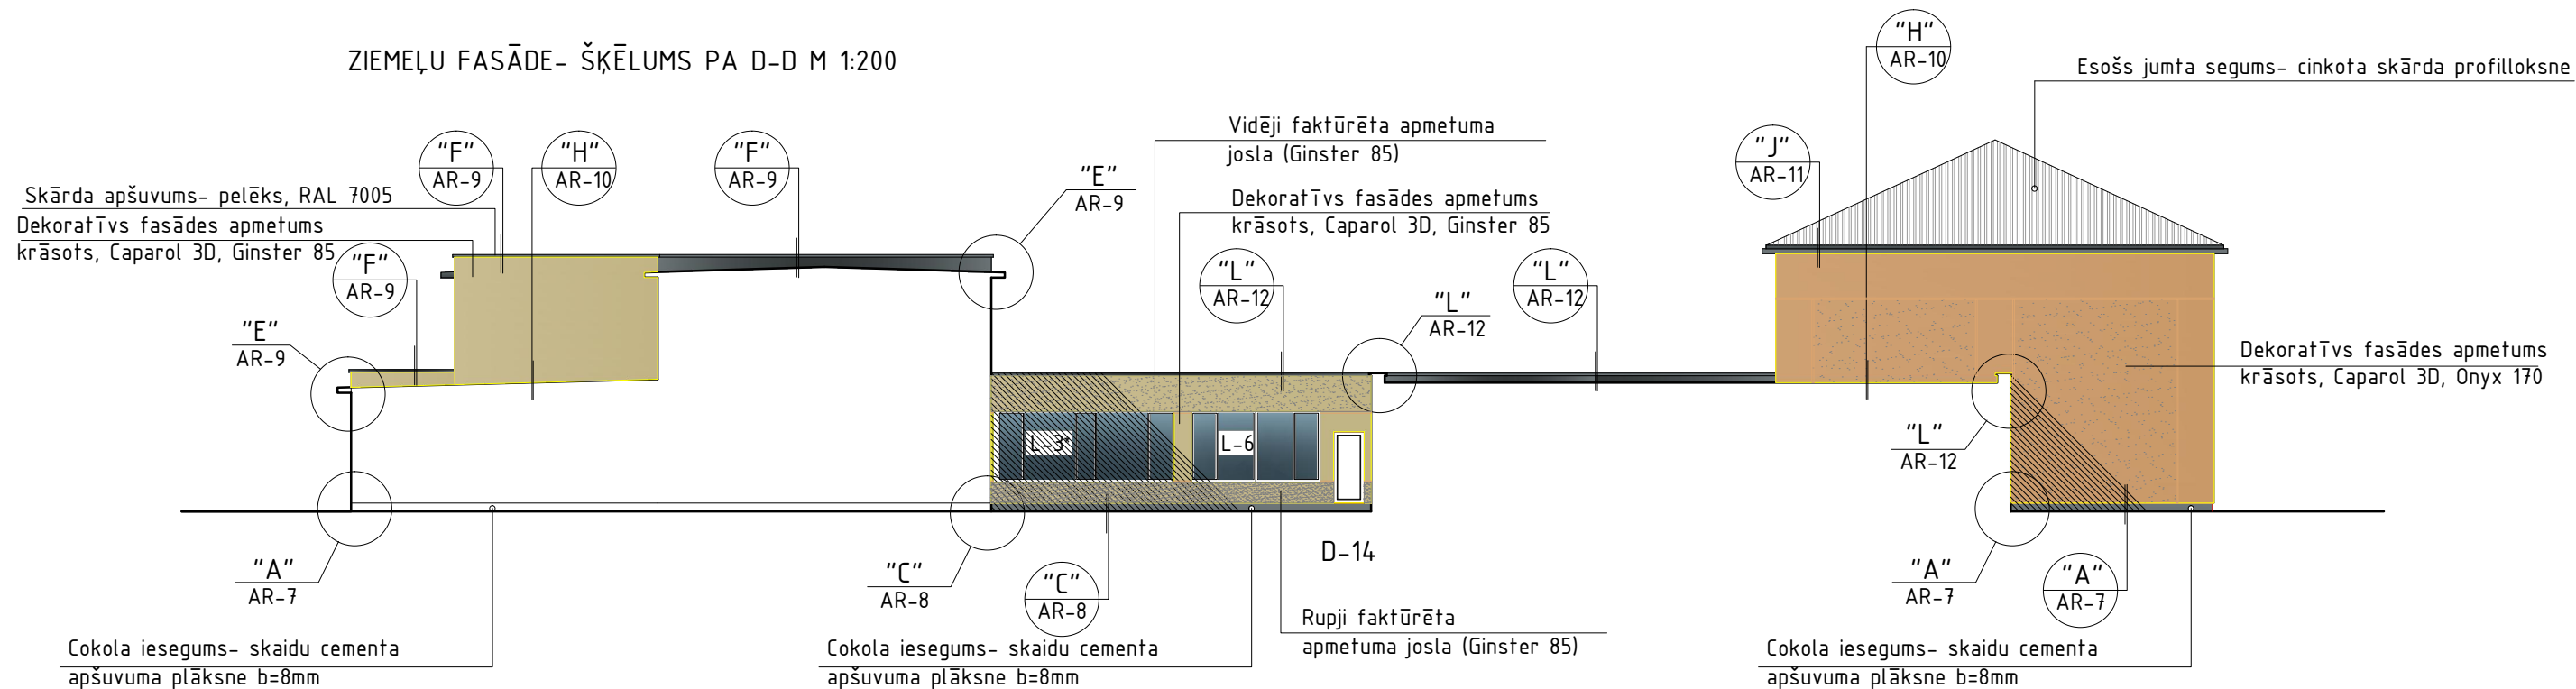 ZIEMEĻU FASĀDE- ŠĶĒLUMS PA D-D M 1:200
"H"
AR-10
Esošs jumta segums- cinkota skārda profilloksne
Vidēji faktūrēta apmetuma
josla (Ginster 85)
"F"
AR-9
"H"
AR-10
"F"
AR-9
"J"
AR-11
"E"
AR-9
Skārda apšuvums- pelēks, RAL 7005
Dekoratīvs fasādes apmetums
krāsots, Caparol 3D, Ginster 85
Dekoratīvs fasādes apmetums
krāsots, Caparol 3D, Ginster 85
"F"
AR-9
"L"
AR-12
"L"
AR-12
"L"
AR-12
"E"
AR-9
Dekoratīvs fasādes apmetums
krāsots, Caparol 3D, Onyx 170
L-3*
L-6
"L"
AR-12
D-14
"A"
AR-7
"C"
AR-8
"C"
AR-8
"A"
AR-7
"A"
AR-7
Rupji faktūrēta
apmetuma josla (Ginster 85)
Cokola iesegums- skaidu cementa
apšuvuma plāksne b=8mm
Cokola iesegums- skaidu cementa
apšuvuma plāksne b=8mm
Cokola iesegums- skaidu cementa
apšuvuma plāksne b=8mm